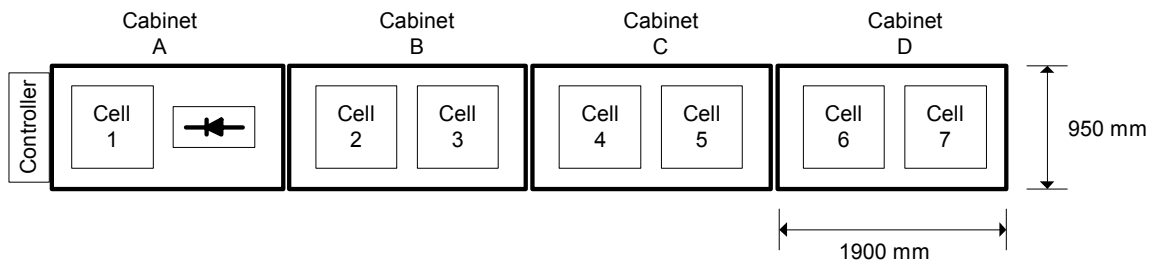 Cabinet
A
Cabinet
B
Cabinet
C
Cabinet
D
Controller
Cell
1
Cell
2
Cell
3
Cell
4
Cell
5
Cell
6
Cell
7
950 mm
1900 mm